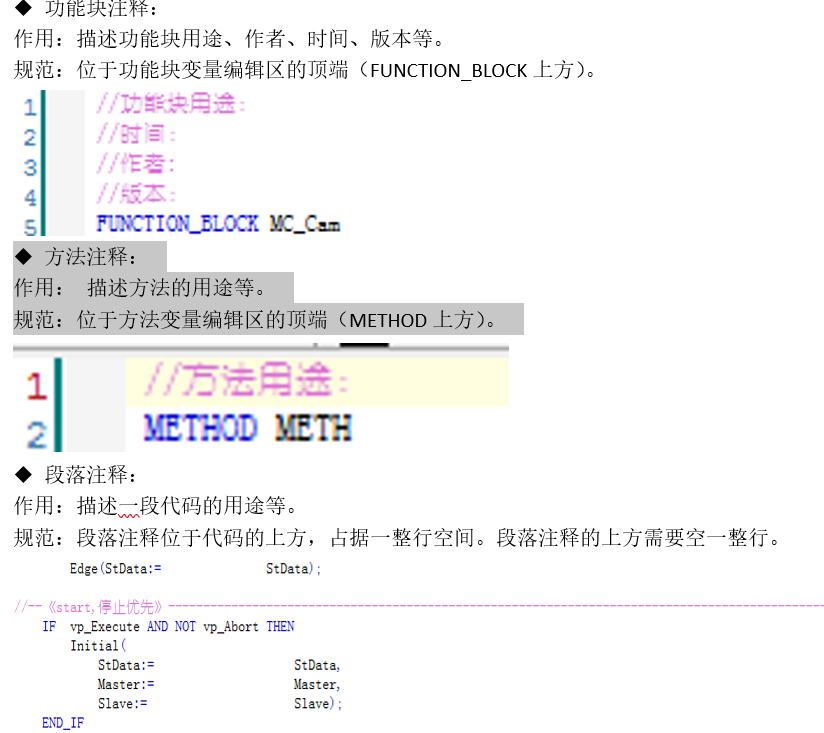 ◆ 功能块注释：
作用：描述功能块用途、作者、时间、版本等。
规范：位于功能块变量编辑区的顶端（FUNCTION_BLOCK 上方）。
1 //功能块用途:
2 //时间:
3 //作者:
4 //版本:
5 FUNCTION_BLOCK MC_Cam
◆ 方法注释：
作用： 描述方法的用途等。
规范：位于方法变量编辑区的顶端（METHOD 上方）。
1 //方法用途:
2 METHOD METH
◆ 段落注释：
作用：描述一段代码的用途等。
规范：段落注释位于代码的上方，占据一整行空间。段落注释的上方需要空一整行。
Edge(StData:= StData);
//--《start,停止优先》--------------------------------------------------------------------------------
IF vp_Execute AND NOT vp_Abort THEN
Initial(
StData:= StData,
Master:= Master,
Slave:= Slave);
END_IF